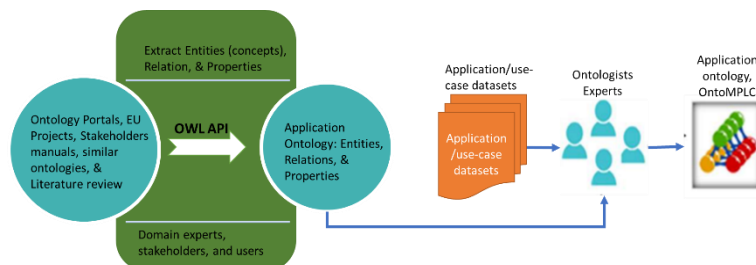 Extract Entities (concepts),
Relation, & Properties
Ontology Portals, EU
Projects, Stakeholders
manuals, similar
ontologies, &
Literature review
OWL API
Application
Ontology: Entities,
Relations, &
Properties
Domain experts,
stakeholders, and users
Application/use-
case datasets
Application
/use-case
datasets
Ontologists
Experts
Application
ontology,
OntoMPLC